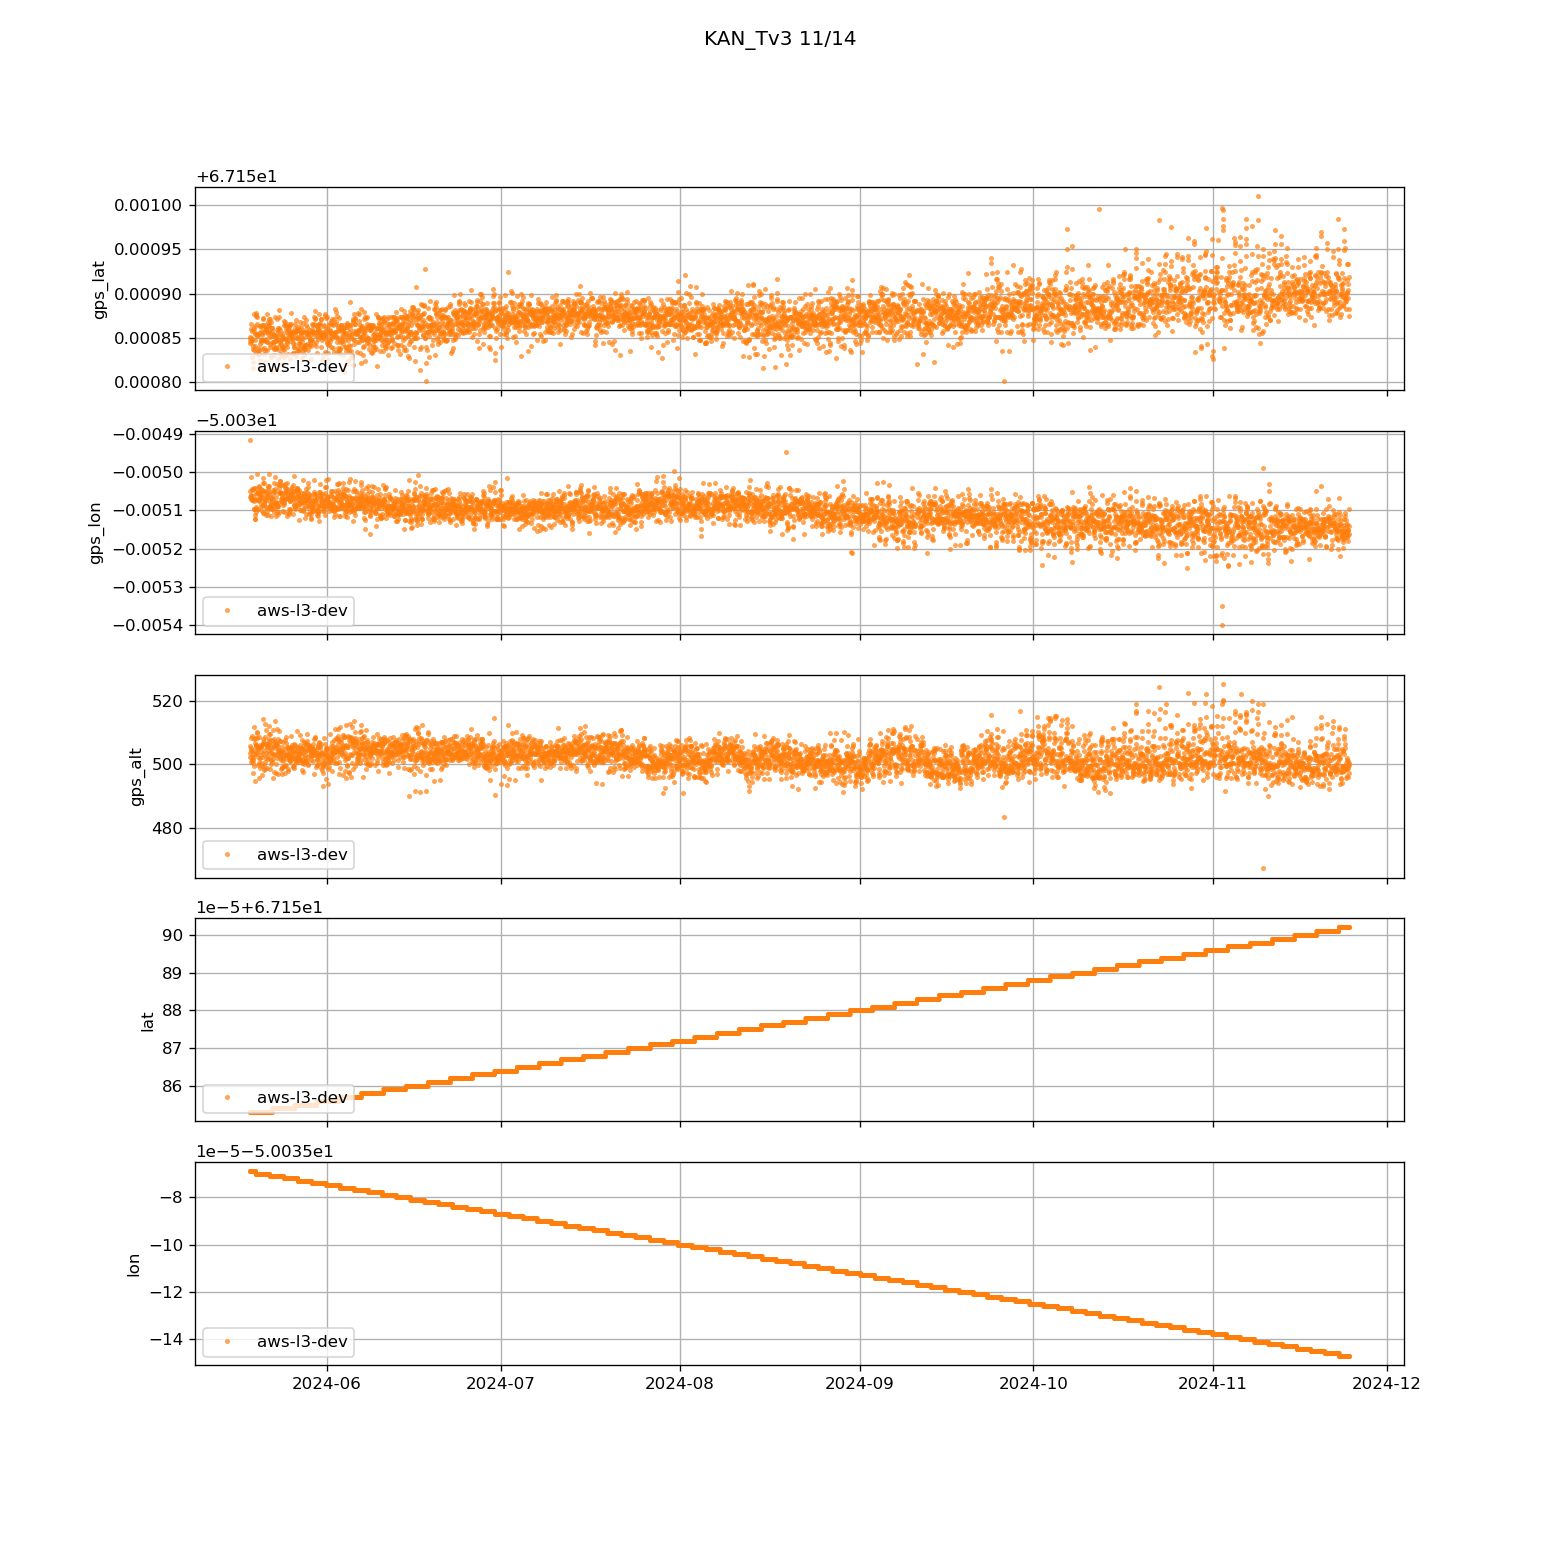 KAN_Tv3 11/14
+6.715e1
0.00100
0.00095
0.00090
0.00085
0.00080
gps_lat
aws-l3-dev
−5.003e1
−0.0049
−0.0050
−0.0051
−0.0052
−0.0053
−0.0054
gps_lon
aws-l3-dev
520
500
480
gps_alt
aws-l3-dev
1e−5+6.715e1
90
89
88
87
86
lat
aws-l3-dev
1e−5−5.0035e1
−8
−10
−12
−14
lon
aws-l3-dev
2024-06 2024-07 2024-08 2024-09 2024-10 2024-11 2024-12